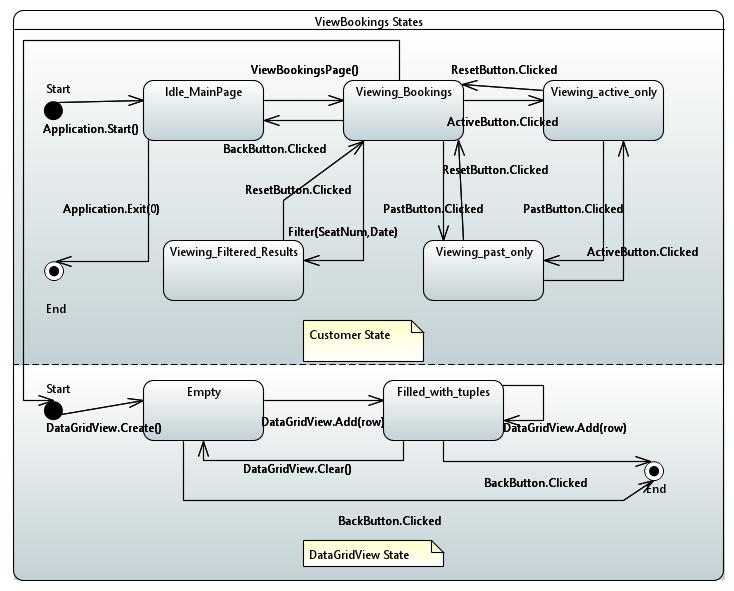 ViewBookings States
Start
ViewBookingsPage()
ResetButton.Clicked
Idle_MainPage
Viewing_Bookings
Viewing_active_only
Application.Start()
ActiveButton.Clicked
BackButton.Clicked
ResetButton.Clicked
ResetButton.Clicked
Application.Exit(0)
PastButton.Clicked
PastButton.Clicked
Filter(SeatNum,Date)
Viewing_Filtered_Results
Viewing_past_only
ActiveButton.Clicked
End
Customer State
Start
Empty
Filled_with_tuples
DataGridView.Create()
DataGridView.Add(row)
DataGridView.Add(row)
DataGridView.Clear()
BackButton.Clicked
End
BackButton.Clicked
DataGridView State